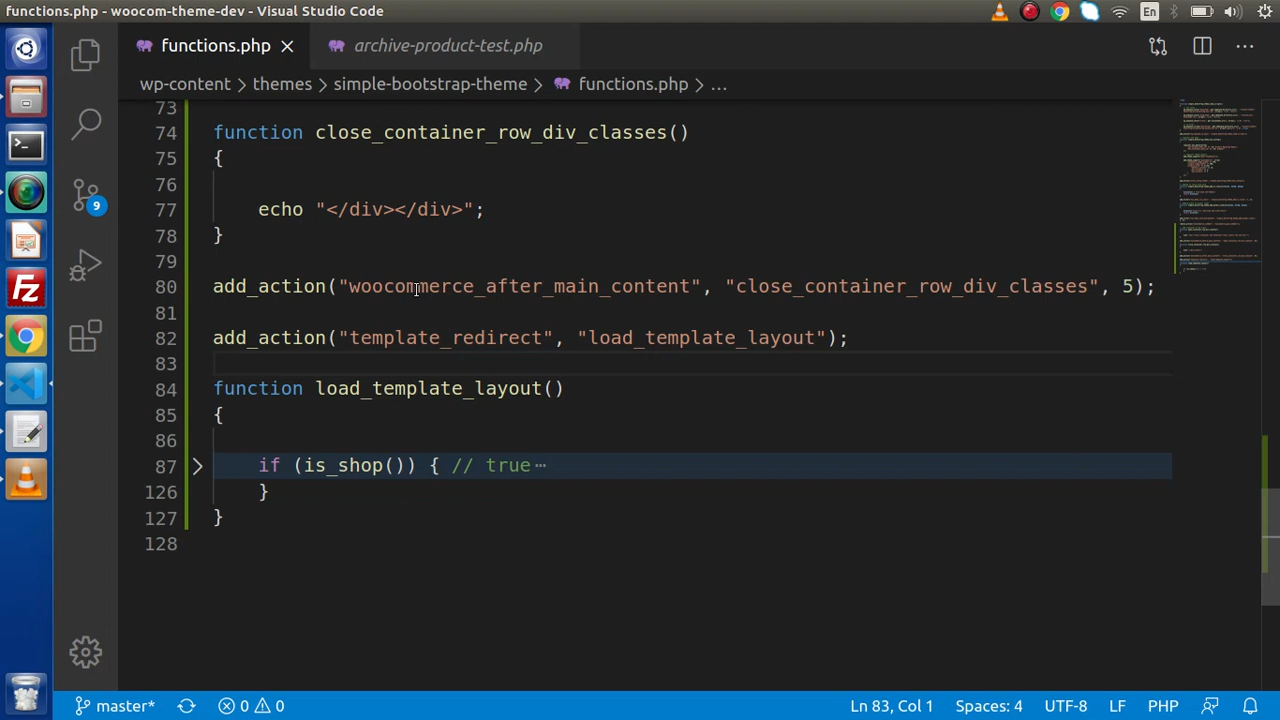 functions.php - woocom-theme-dev - Visual Studio Code
En
functions.php
archive-product-test.php
wp-content > themes > simple-bootstrap-theme > functions.php > ...
73
74 function close_container_row_div_classes()
75 {
76
77 echo "</div></div>";
78 }
79
80 add_action("woocommerce_after_main_content", "close_container_row_div_classes", 5);
81
82 add_action("template_redirect", "load_template_layout");
83
84 function load_template_layout()
85 {
86
87 if (is_shop()) { // true ...
126 }
127 }
128
9
master* 0 0 Ln 83, Col 1 Spaces: 4 UTF-8 LF PHP